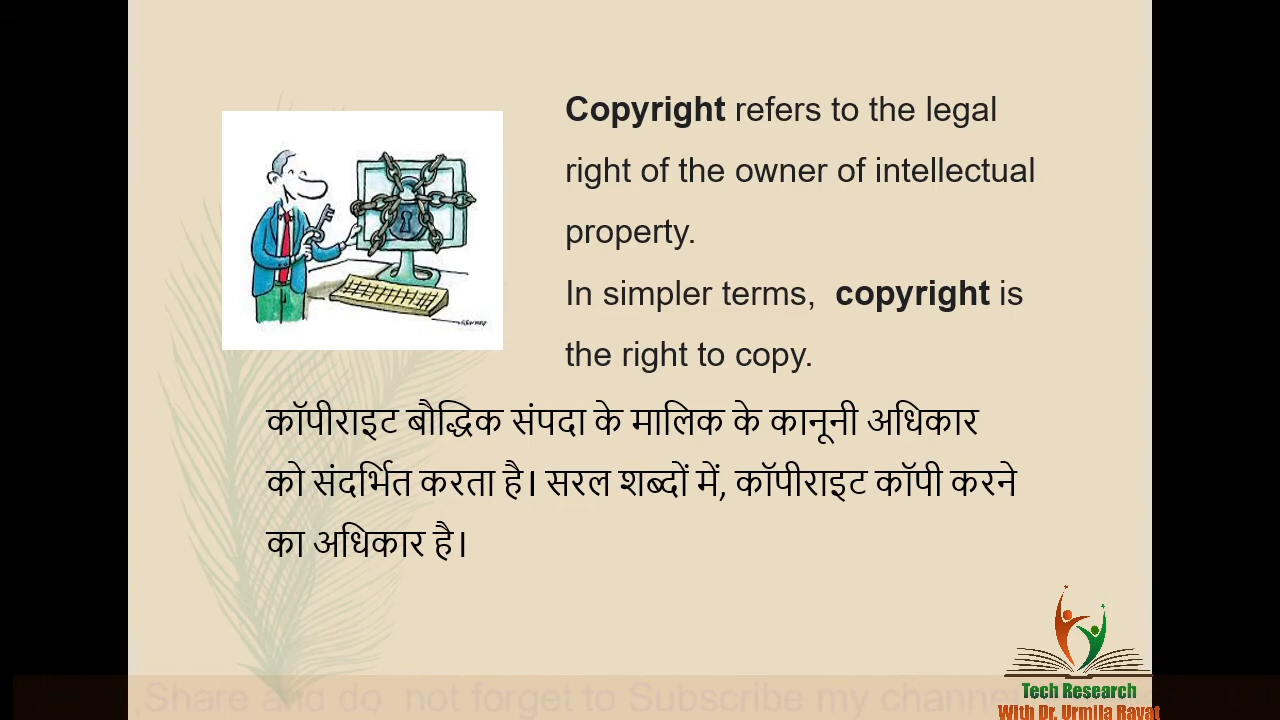 Copyright refers to the legal
right of the owner of intellectual
property.
In simpler terms, copyright is
the right to copy.
कॉपीराइट बौद्धिक संपदा के मालिक के कानूनी अधिकार
को संदर्भित करता है। सरल शब्दों में, कॉपीराइट कॉपी करने
का अधिकार है।
,Share and do not forget to Subscribe my channel
Tech Research
With Dr. Urmila Rayat